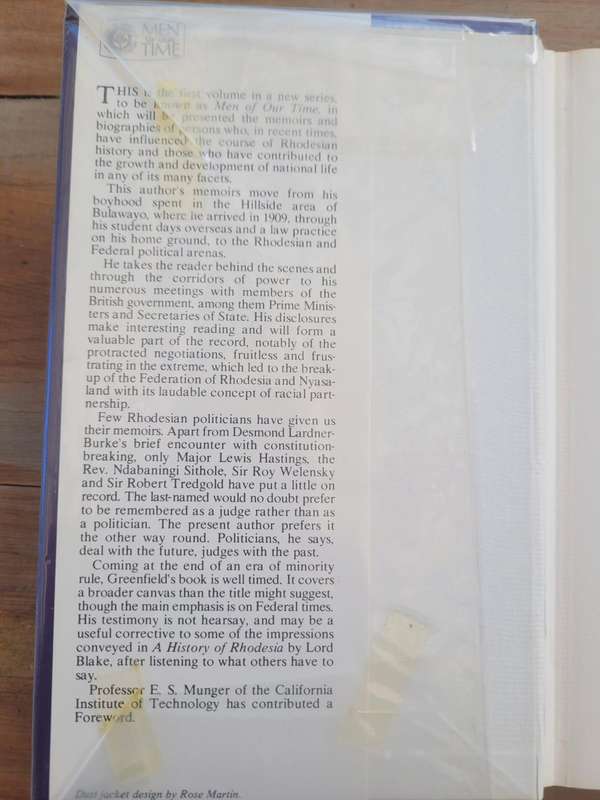 MEN
OF OUR
TIME
THIS is the first volume in a new series,
to be known as Men of Our Time, in
which will be presented the memoirs and
biographies of persons who, in recent times,
have influenced the course of Rhodesian
history and those who have contributed to
the growth and development of national life
in any of its many facets.
This author's memoirs move from his
boyhood spent in the Hillside area of
Bulawayo, where he arrived in 1909, through
his student days overseas and a law practice
on his home ground, to the Rhodesian and
Federal political arenas.
He takes the reader behind the scenes and
through the corridors of power to his
numerous meetings with members of the
British government, among them Prime Minis-
ters and Secretaries of State. His disclosures
make interesting reading and will form a
valuable part of the record, notably of the
protracted negotiations, fruitless and frus-
trating in the extreme, which led to the break-
up of the Federation of Rhodesia and Nyasa-
land with its laudable concept of racial part-
nership.
Few Rhodesian politicians have given us
their memoirs. Apart from Desmond Lardner-
Burke's brief encounter with constitution-
breaking, only Major Lewis Hastings, the
Rev. Ndabaningi Sithole, Sir Roy Welensky
and Sir Robert Tredgold have put a little on
record. The last-named would no doubt prefer
to be remembered as a judge rather than as
a politician. The present author prefers it
the other way round. Politicians, he says,
deal with the future, judges with the past.
Coming at the end of an era of minority
rule, Greenfield's book is well timed. It covers
a broader canvas than the title might suggest,
though the main emphasis is on Federal times.
His testimony is not hearsay, and may be a
useful corrective to some of the impressions
conveyed in A History of Rhodesia by Lord
Blake, after listening to what others have to
say.
Professor E. S. Munger of the California
Institute of Technology has contributed a
Foreword.
Dust jacket design by Rose Martin.